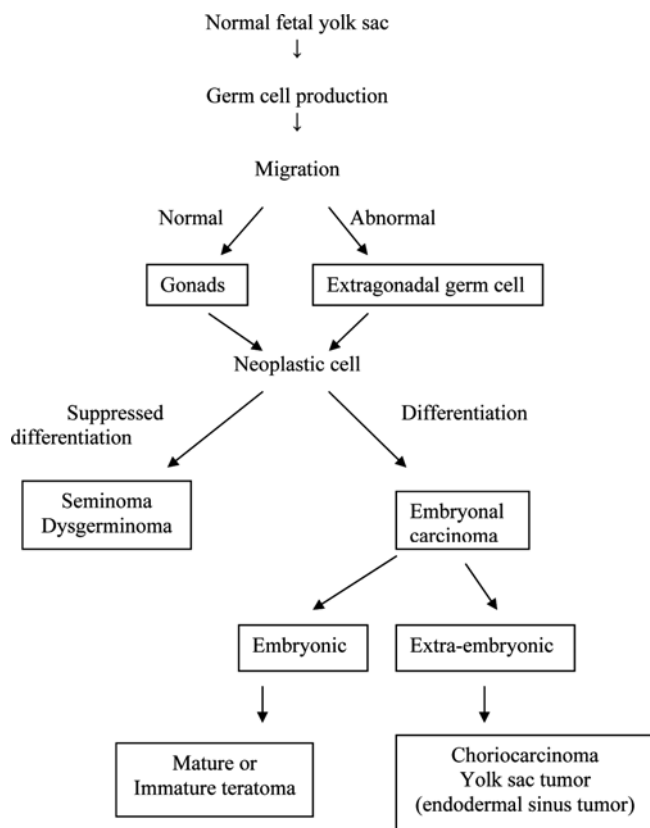 Normal fetal yolk sac
↓
Germ cell production
↓
Migration
Normal
Abnormal
Gonads
Extragonadal germ cell
Neoplastic cell
Suppressed
differentiation
Differentiation
Seminoma
Dysgerminoma
Embryonal
carcinoma
Embryonic
Extra-embryonic
Mature or
Immature teratoma
Choriocarcinoma
Yolk sac tumor
(endodermal sinus tumor)